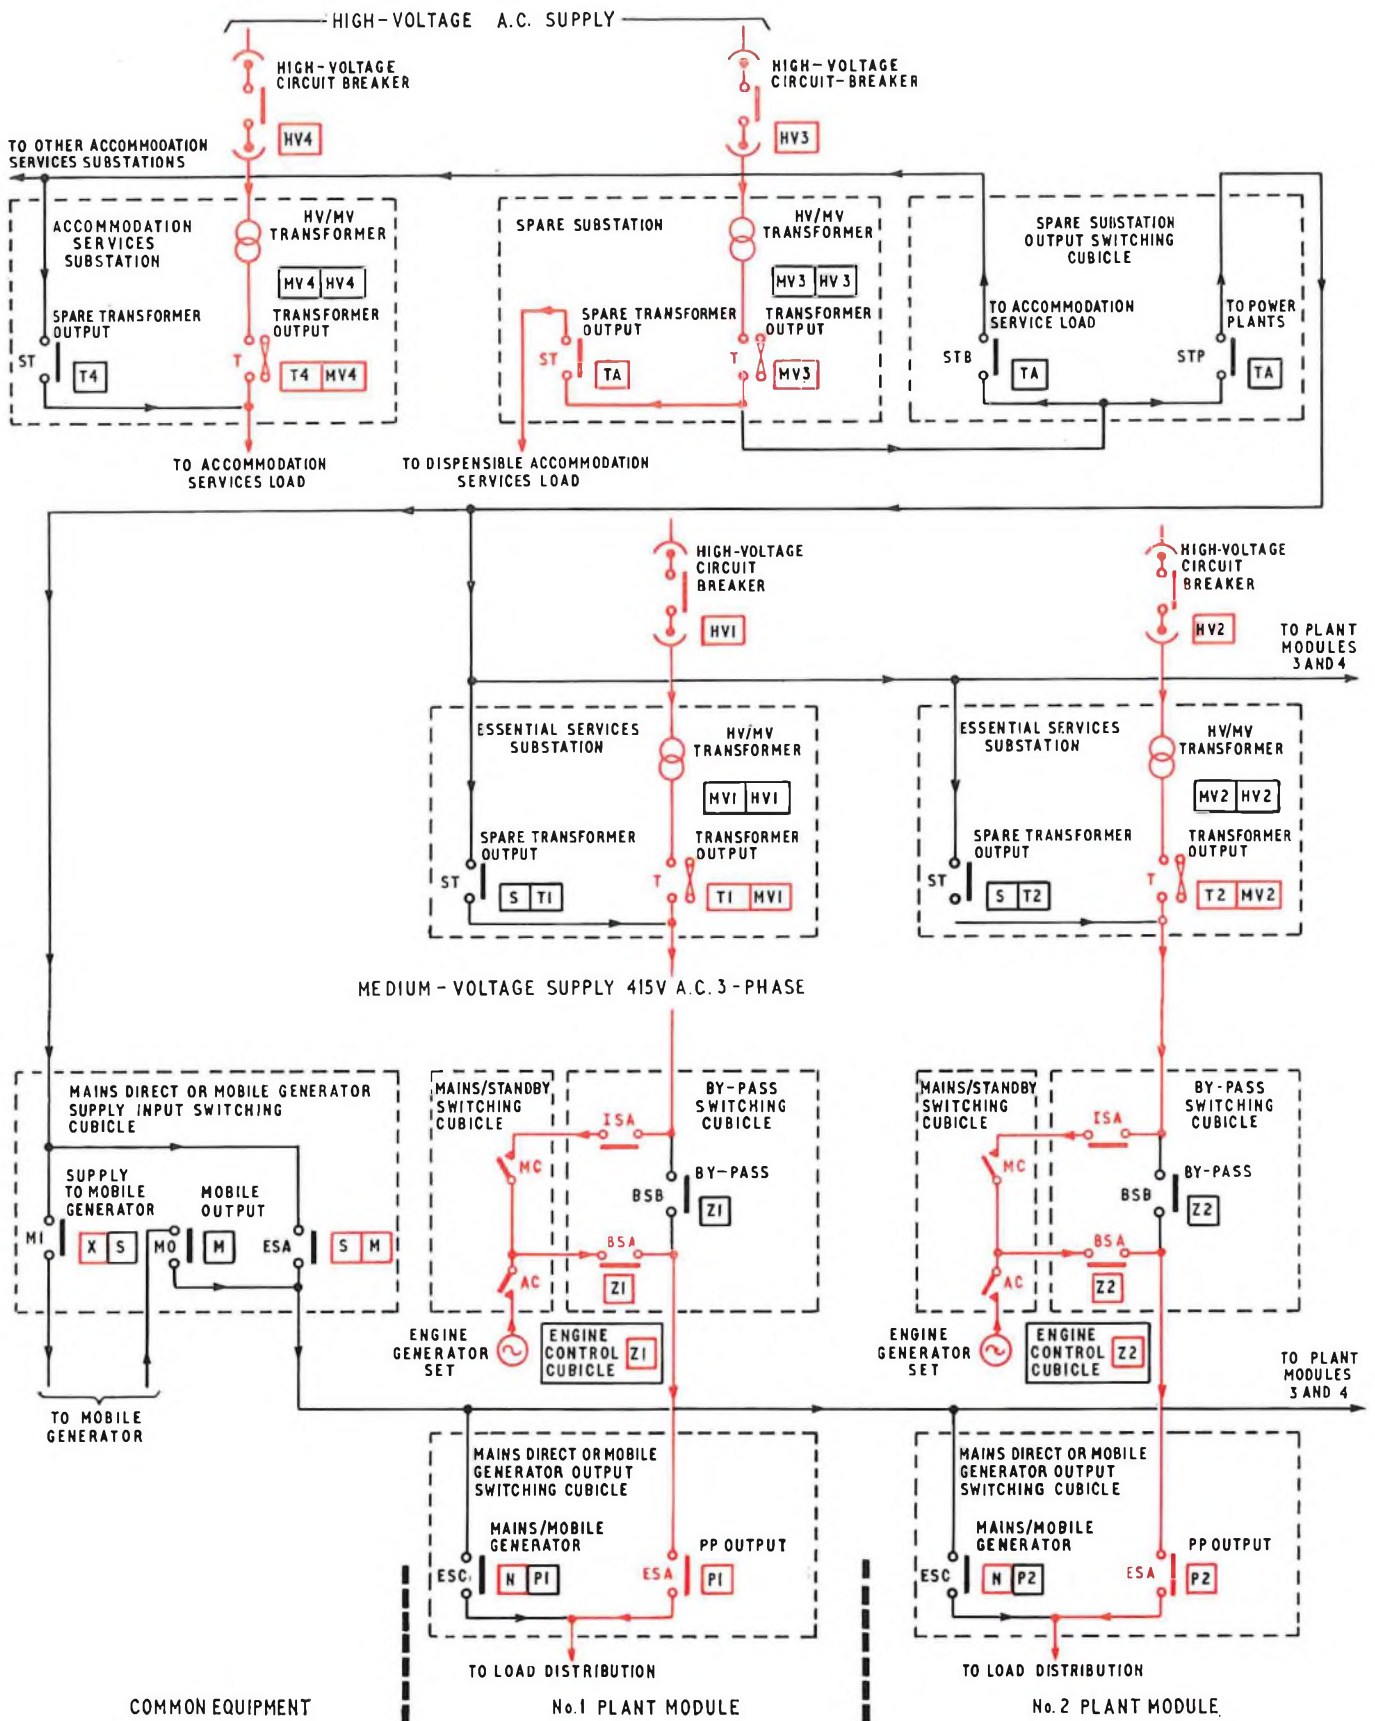 HIGH-VOLTAGE A.C. SUPPLY
HIGH-VOLTAGE
CIRCUIT BREAKER
HV4
HIGH-VOLTAGE
CIRCUIT-BREAKER
HV3
TO OTHER ACCOMMODATION
SERVICES SUBSTATIONS
ACCOMMODATION
SERVICES
SUBSTATION
HV/MV
TRANSFORMER
MV4 HV4
SPARE TRANSFORMER
OUTPUT
TRANSFORMER
OUTPUT
ST
T4
T
T4 MV4
TO ACCOMMODATION
SERVICES LOAD
SPARE SUBSTATION
HV/MV
TRANSFORMER
MV3 HV3
SPARE TRANSFORMER
OUTPUT
TRANSFORMER
OUTPUT
ST
TA
T
MV3
TO DISPENSIBLE ACCOMMODATION
SERVICES LOAD
SPARE SUBSTATION
OUTPUT SWITCHING
CUBICLE
TO ACCOMMODATION
SERVICE LOAD
TO POWER
PLANTS
STB
TA
STP
TA
HIGH-VOLTAGE
CIRCUIT
BREAKER
HV1
HIGH-VOLTAGE
CIRCUIT
BREAKER
HV2
TO PLANT
MODULES
3 AND 4
ESSENTIAL SERVICES
SUBSTATION
HV/MV
TRANSFORMER
MV1 HV1
SPARE TRANSFORMER
OUTPUT
TRANSFORMER
OUTPUT
ST
S T1
T
T1 MV1
ESSENTIAL SERVICES
SUBSTATION
HV/MV
TRANSFORMER
MV2 HV2
SPARE TRANSFORMER
OUTPUT
TRANSFORMER
OUTPUT
ST
S T2
T
T2 MV2
MEDIUM-VOLTAGE SUPPLY 415V A.C. 3-PHASE
MAINS DIRECT OR MOBILE GENERATOR
SUPPLY INPUT SWITCHING
CUBICLE
SUPPLY
TO MOBILE
GENERATOR
MOBILE
OUTPUT
MI
X S
MO
M
ESA
S M
TO MOBILE
GENERATOR
MAINS/STANDBY
SWITCHING
CUBICLE
BY-PASS
SWITCHING
CUBICLE
ISA
MC
BY-PASS
BSB
Z1
BSA
Z1
AC
ENGINE
GENERATOR
SET
ENGINE
CONTROL
CUBICLE
Z1
MAINS/STANDBY
SWITCHING
CUBICLE
BY-PASS
SWITCHING
CUBICLE
ISA
MC
BY-PASS
BSB
Z2
BSA
Z2
AC
ENGINE
GENERATOR
SET
ENGINE
CONTROL
CUBICLE
Z2
TO PLANT
MODULES
3 AND 4
MAINS DIRECT OR MOBILE
GENERATOR OUTPUT
SWITCHING CUBICLE
MAINS/MOBILE
GENERATOR
PP OUTPUT
ESC
N P1
ESA
P1
TO LOAD DISTRIBUTION
MAINS DIRECT OR MOBILE
GENERATOR OUTPUT
SWITCHING CUBICLE
MAINS/MOBILE
GENERATOR
PP OUTPUT
ESC
N P2
ESA
P2
TO LOAD DISTRIBUTION
COMMON EQUIPMENT
No.1 PLANT MODULE
No.2 PLANT MODULE